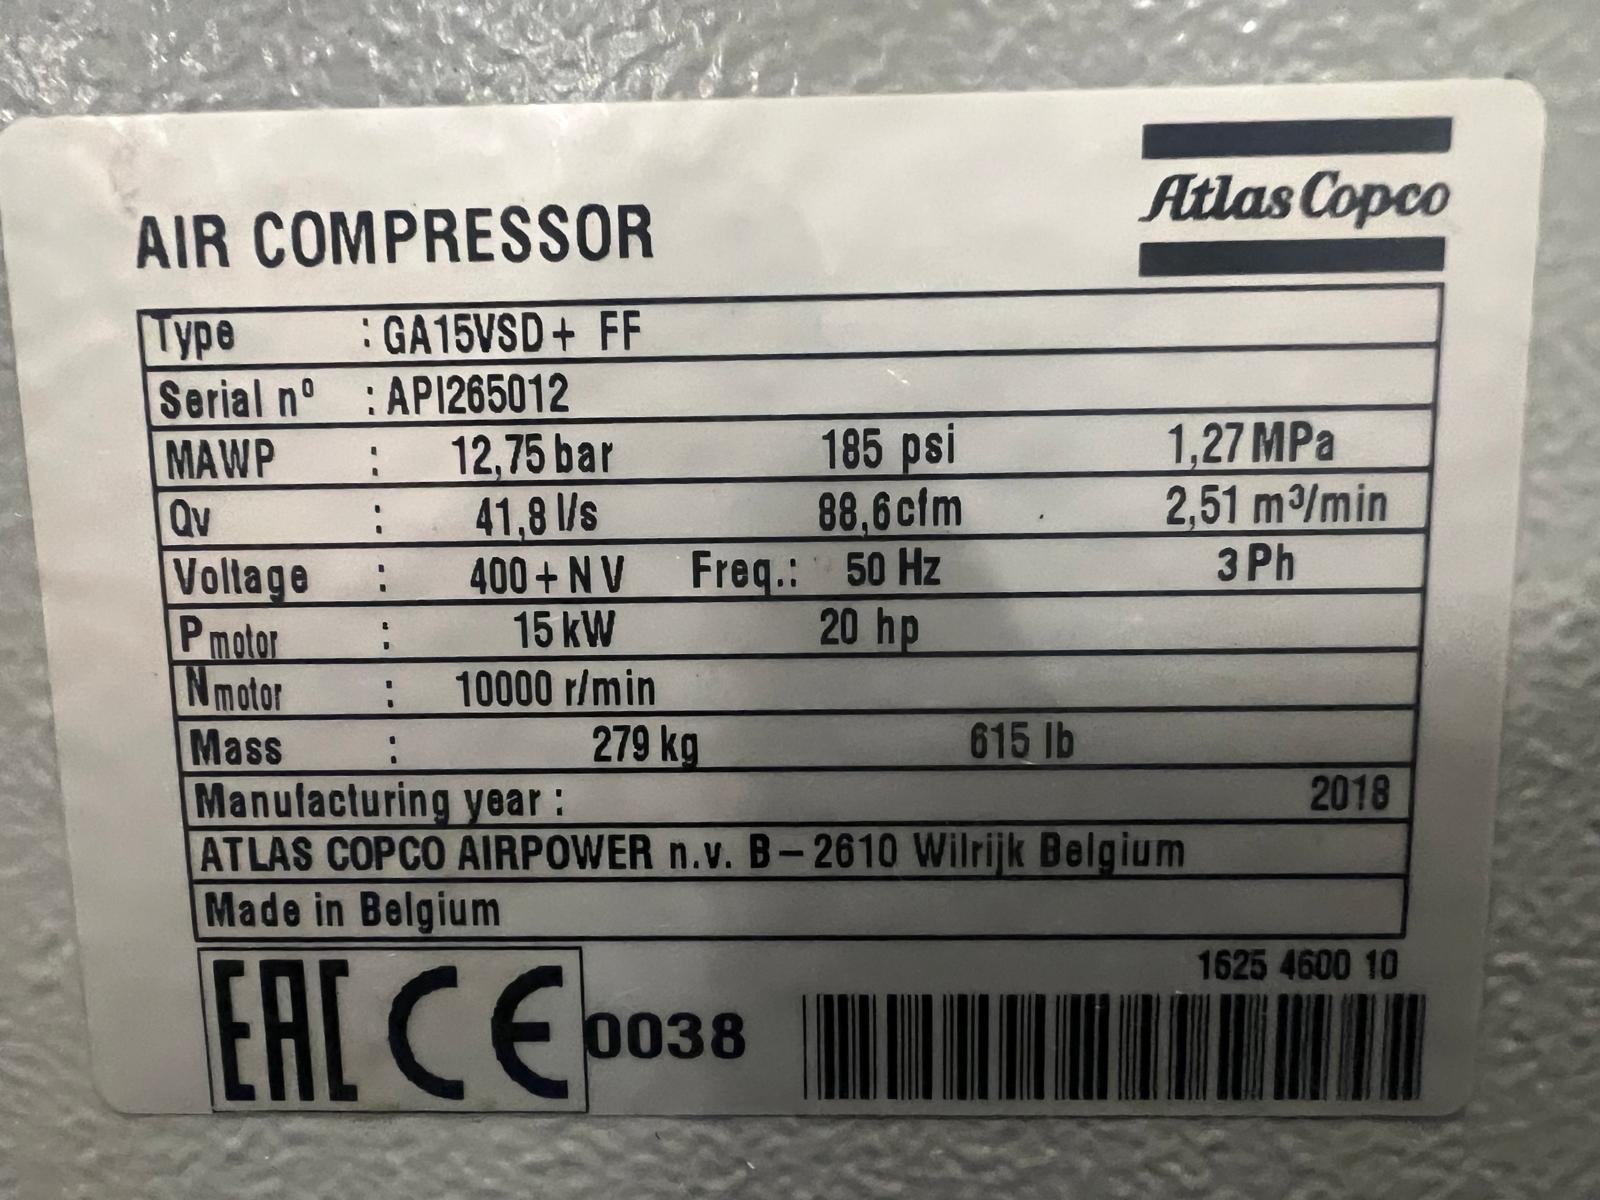 Atlas Copco
AIR COMPRESSOR
Type : GA15VSD+ FF
Serial nº : API265012
MAWP : 12,75 bar 185 psi 1,27 MPa
Qv : 41,8 l/s 88,6 cfm 2,51 m³/min
Voltage : 400+N V Freq.: 50 Hz 3 Ph
P motor : 15 kW 20 hp
N motor : 10000 r/min
Mass : 279 kg 615 lb
Manufacturing year : 2018
ATLAS COPCO AIRPOWER n.v. B–2610 Wilrijk Belgium
Made in Belgium
1625 4600 10
EAC CE 0038